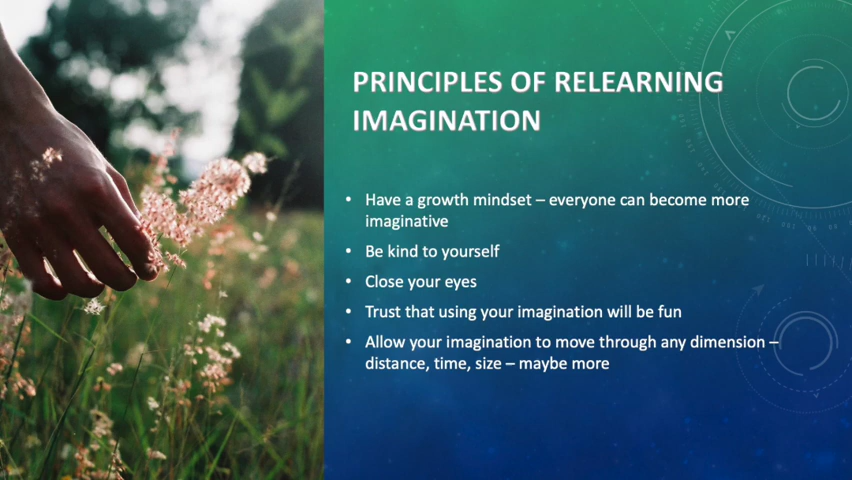 PRINCIPLES OF RELEARNING
IMAGINATION
• Have a growth mindset – everyone can become more
imaginative
• Be kind to yourself
• Close your eyes
• Trust that using your imagination will be fun
• Allow your imagination to move through any dimension –
distance, time, size – maybe more